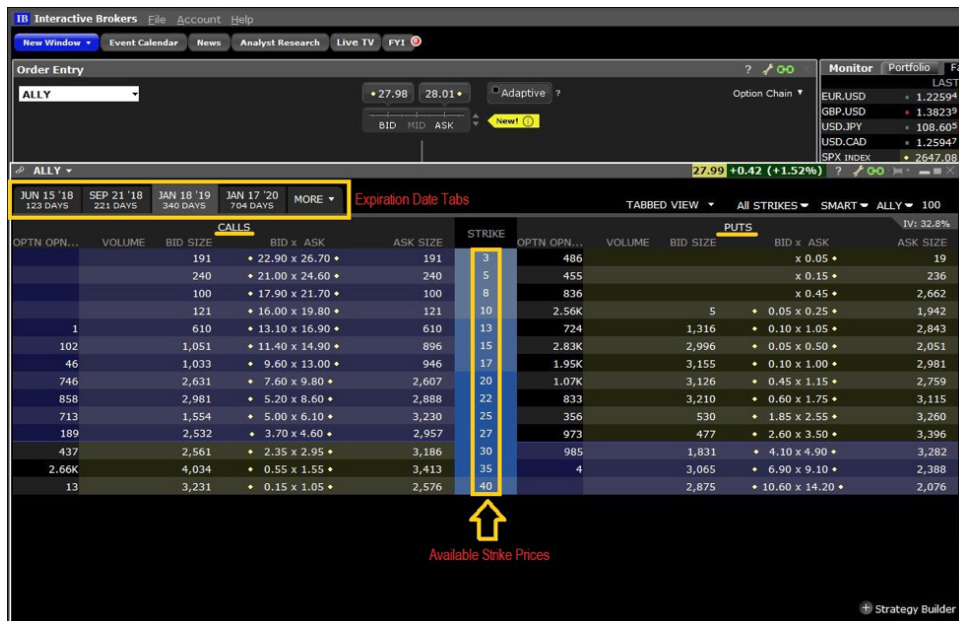 IB Interactive Brokers File Account Help
New Window Event Calendar News Analyst Research Live TV FYI
Order Entry ?
Monitor Portfolio Fa
ALLY 27.98 28.01 Adaptive ? Option Chain
BID MID ASK New!
LAST
EUR.USD 1.22594
GBP.USD 1.38239
USD.JPY 108.605
USD.CAD 1.25947
SPX INDEX 2647.08
ALLY 27.99 +0.42 (+1.52%) ?
JUN 15 '18 SEP 21 '18 JAN 18 '19 JAN 17 '20 MORE Expiration Date Tabs
123 DAYS 221 DAYS 340 DAYS 704 DAYS
TABBED VIEW All STRIKES SMART ALLY 100
CALLS STRIKE PUTS IV: 32.8%
OPTN OPN... VOLUME BID SIZE BID x ASK ASK SIZE OPTN OPN... VOLUME BID SIZE BID x ASK ASK SIZE
191 22.90 x 26.70 191 3 486 x 0.05 19
240 21.00 x 24.60 240 5 455 x 0.15 236
100 17.90 x 21.70 100 8 836 x 0.45 2,662
121 16.00 x 19.80 121 10 2.56K 5 0.05 x 0.25 1,942
1 610 13.10 x 16.90 610 13 724 1,316 0.10 x 1.05 2,843
102 1,051 11.40 x 14.90 896 15 2.83K 2,996 0.05 x 0.50 2,051
46 1,033 9.60 x 13.00 946 17 1.95K 3,155 0.10 x 1.00 2,981
746 2,631 7.60 x 9.80 2,607 20 1.07K 3,126 0.45 x 1.15 2,759
858 2,981 5.20 x 8.60 2,888 22 833 3,210 0.60 x 1.75 3,115
713 1,554 5.00 x 6.10 3,230 25 356 530 1.85 x 2.55 3,260
189 2,532 3.70 x 4.60 2,957 27 973 477 2.60 x 3.50 3,396
437 2,561 2.35 x 2.95 3,186 30 985 1,831 4.10 x 4.90 3,282
2.66K 4,034 0.55 x 1.55 3,413 35 4 3,065 6.90 x 9.10 2,388
13 3,231 0.15 x 1.05 2,576 40 2,875 10.60 x 14.20 2,076
Available Strike Prices
Strategy Builder